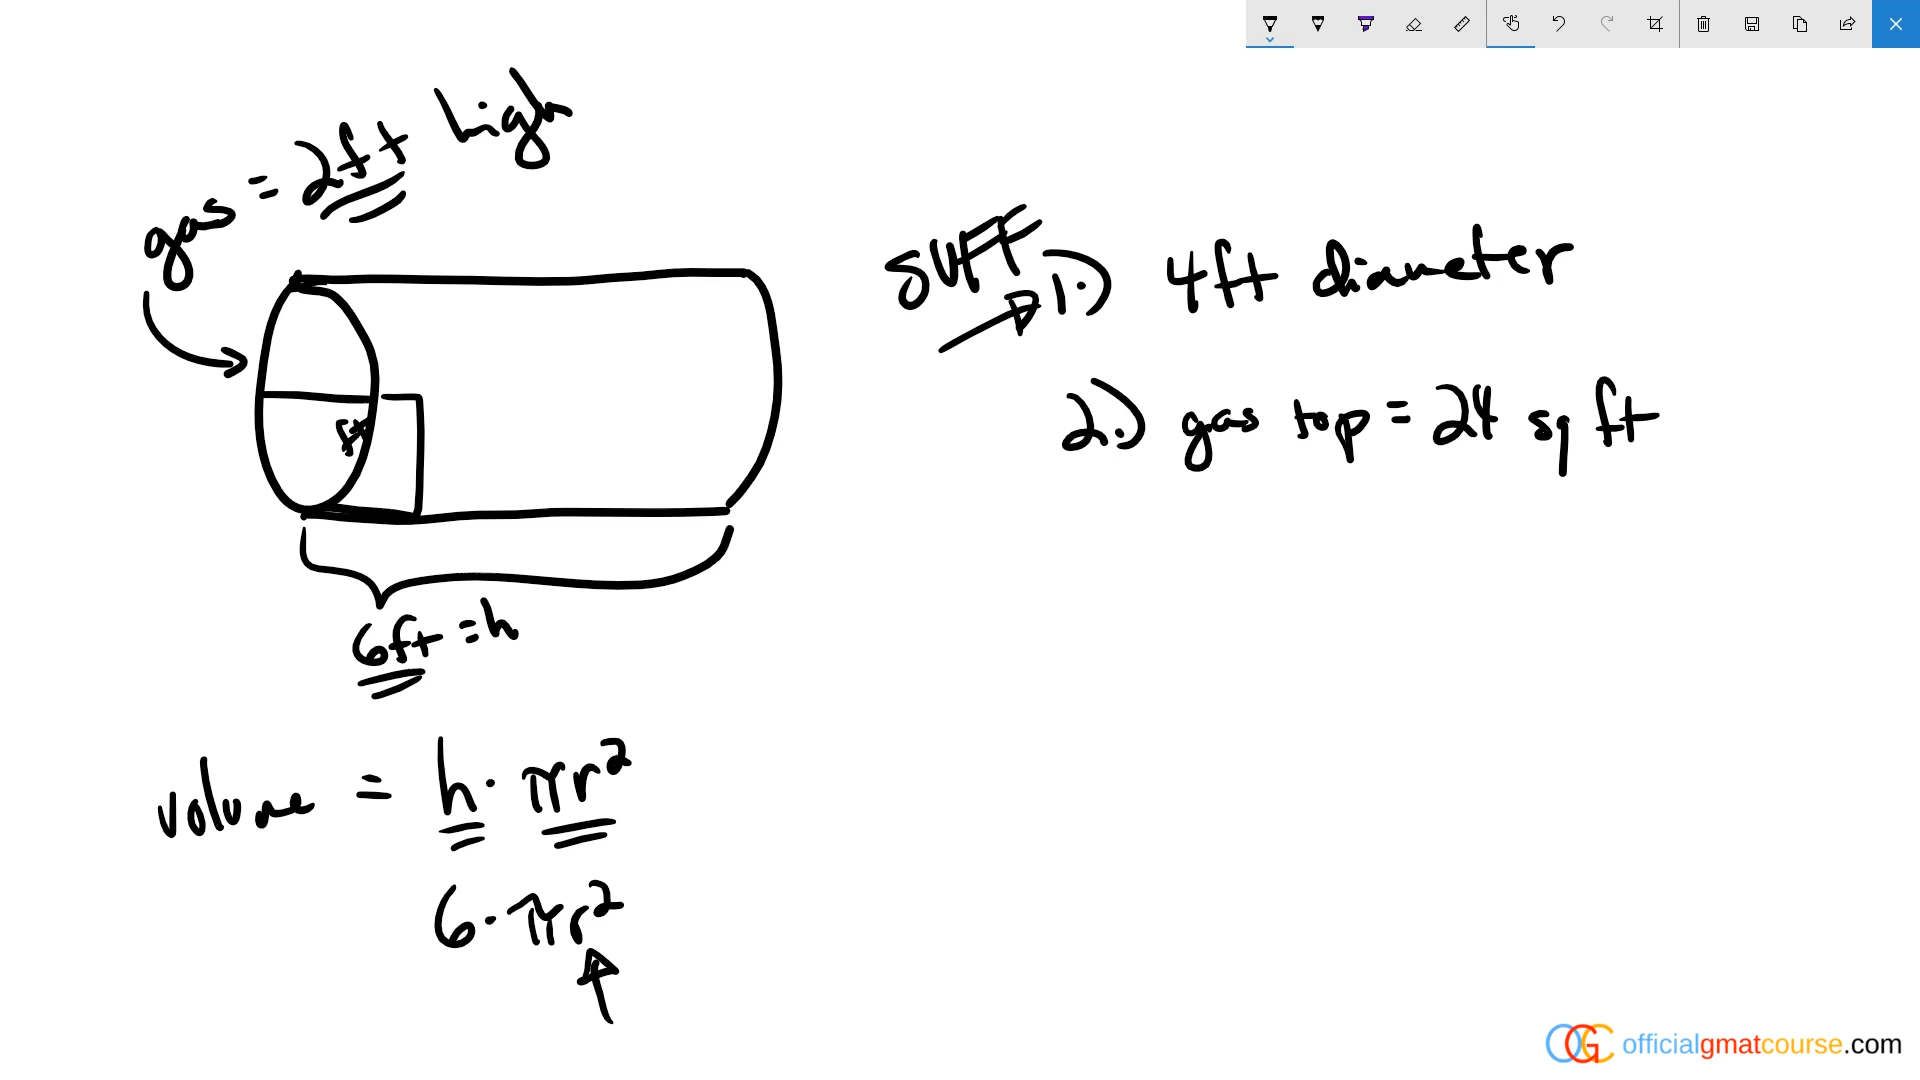 gas = 2ft high
SUFF
1.) 4ft diameter
2.) gas top = 24 sq ft
ft
6ft = h
volume = h · πr²
6 · πr²
officialgmatcourse.com